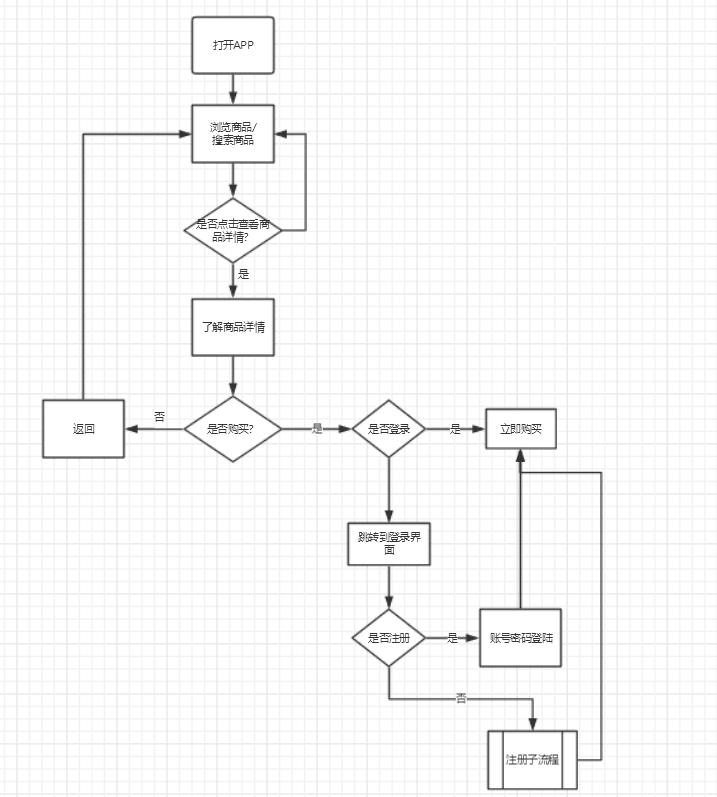 打开APP
浏览商品/
搜索商品
是否点击查看商
品详情?
是
了解商品详情
返回
否
是否购买?
是
是否登录
是
立即购买
跳转到登录界
面
是否注册
是
账号密码登陆
否
注册子流程